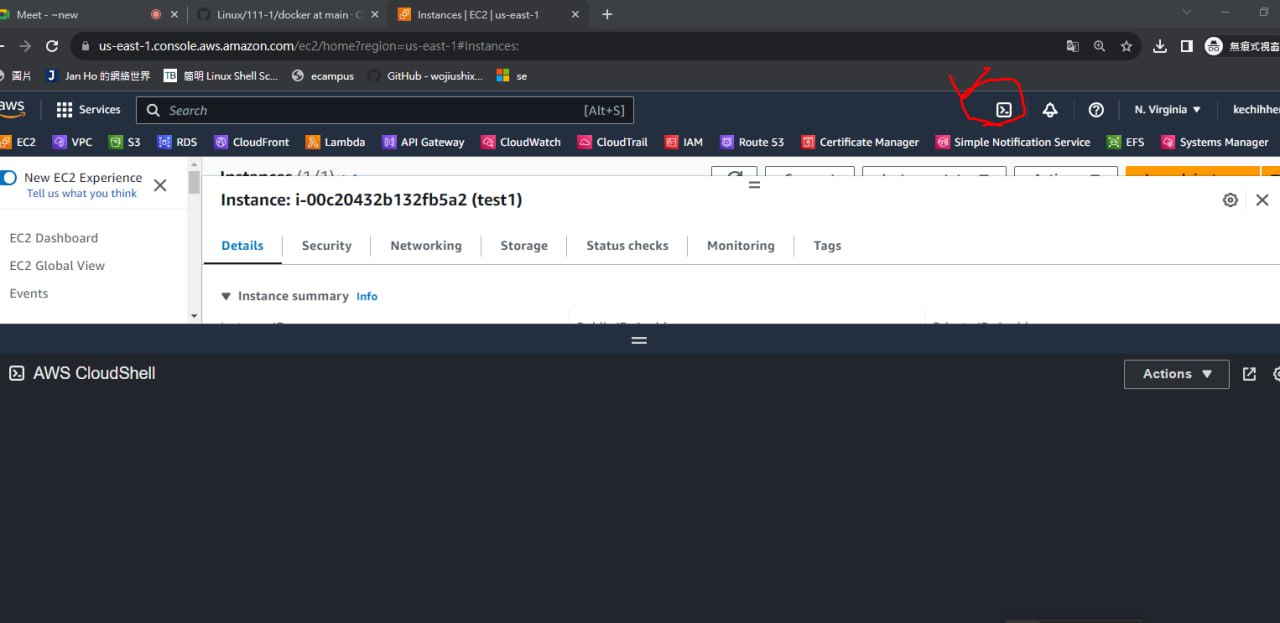 Meet - ~new
Linux/111-1/docker at main · C
Instances | EC2 | us-east-1
us-east-1.console.aws.amazon.com/ec2/home?region=us-east-1#Instances:
無痕式視窗
圖片
Jan Ho 的網絡世界
TB 簡明 Linux Shell Sc...
ecampus
GitHub - wojiushix...
se
aws
Services
Search
[Alt+S]
N. Virginia
kechihher
EC2
VPC
S3
RDS
CloudFront
Lambda
API Gateway
CloudWatch
CloudTrail
IAM
Route 53
Certificate Manager
Simple Notification Service
EFS
Systems Manager
New EC2 Experience
Tell us what you think
Instances (1/1)
Instance: i-00c20432b132fb5a2 (test1)
EC2 Dashboard
EC2 Global View
Events
Details
Security
Networking
Storage
Status checks
Monitoring
Tags
Instance summary Info
AWS CloudShell
Actions